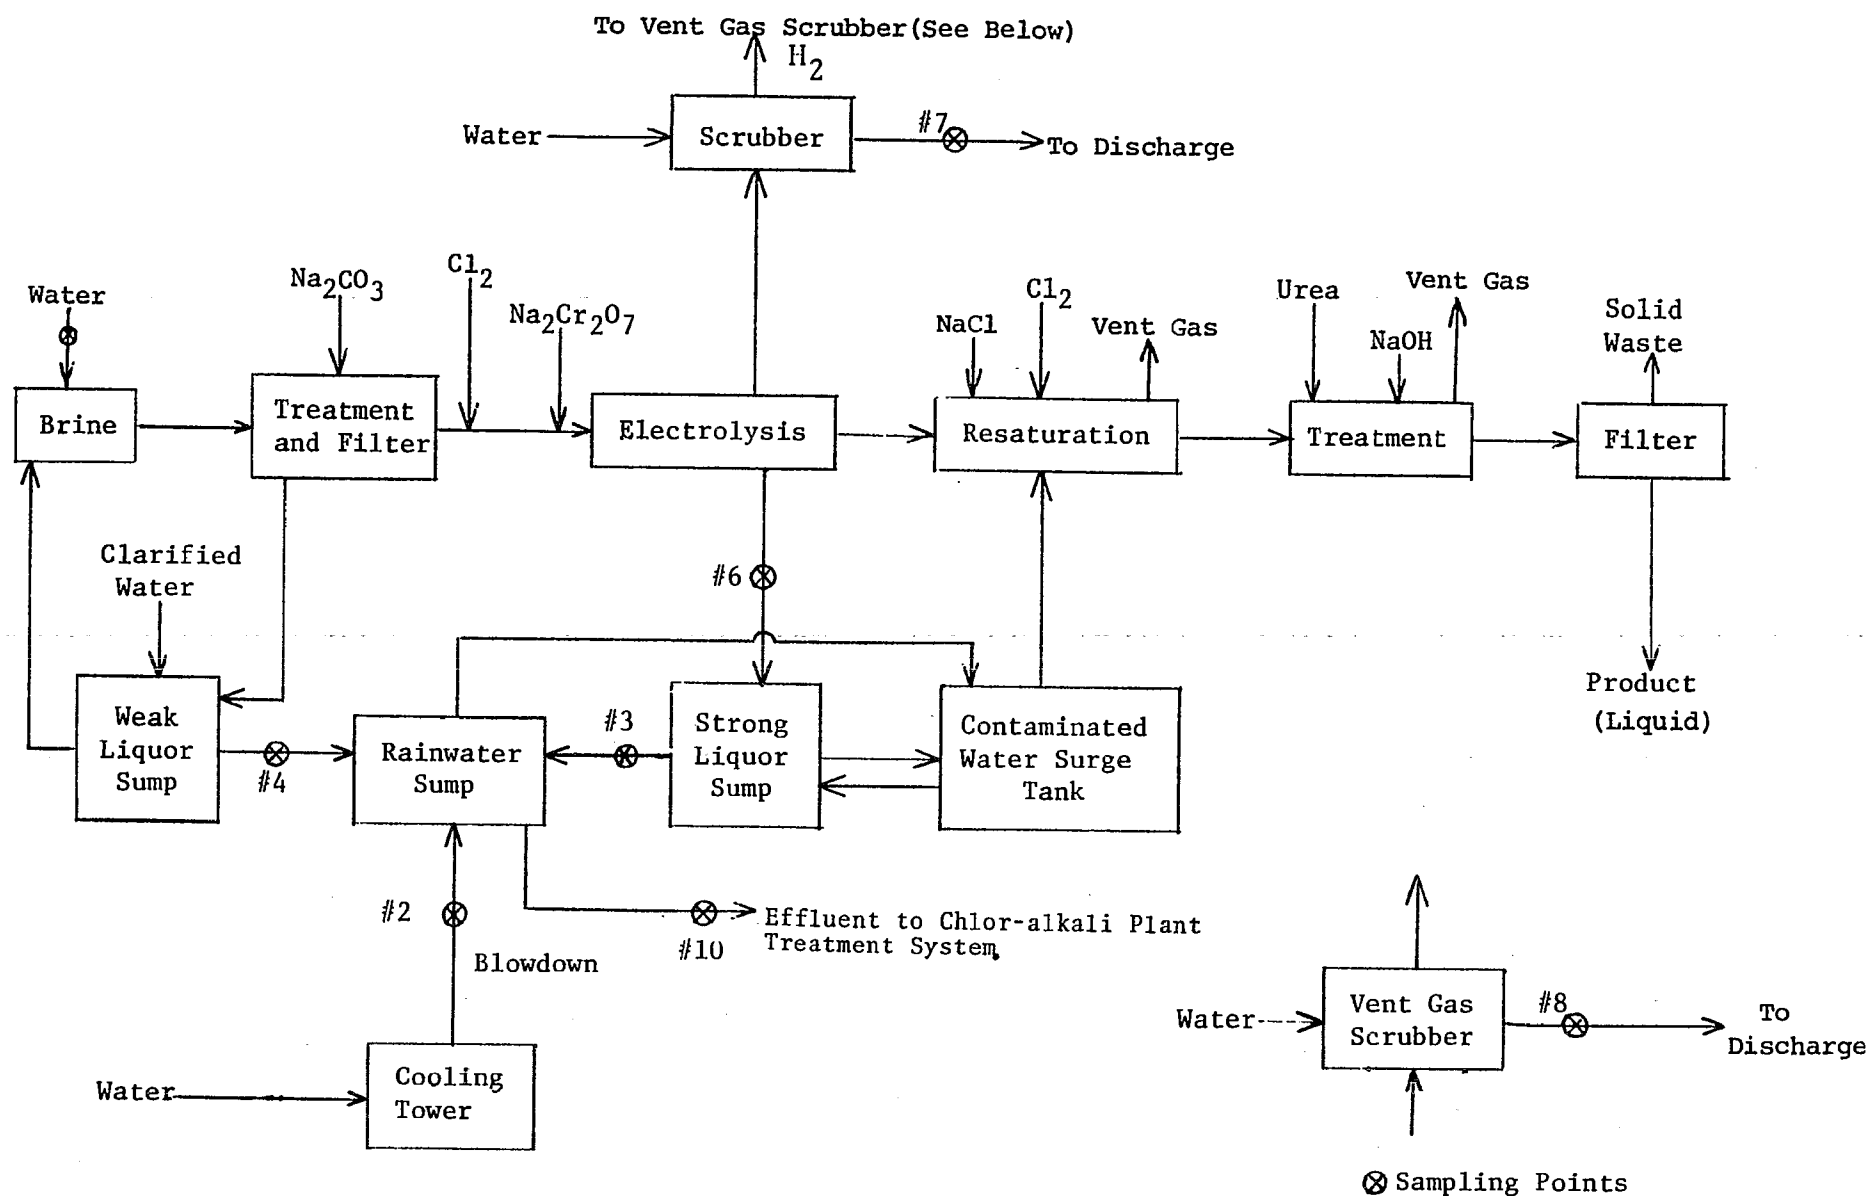 To Vent Gas Scrubber(See Below)
H2
Water
Scrubber
#7
To Discharge
Water
Na2CO3
Cl2
Na2Cr2O7
NaCl
Cl2
Vent Gas
Urea
NaOH
Vent Gas
Solid
Waste
Brine
Treatment
and Filter
Electrolysis
Resaturation
Treatment
Filter
Clarified
Water
#6
Product
(Liquid)
Weak
Liquor
Sump
#4
Rainwater
Sump
#3
Strong
Liquor
Sump
Contaminated
Water Surge
Tank
#2
Blowdown
#10
Effluent to Chlor-alkali Plant
Treatment System.
Water
Cooling
Tower
Water
Vent Gas
Scrubber
#8
To
Discharge
Sampling Points